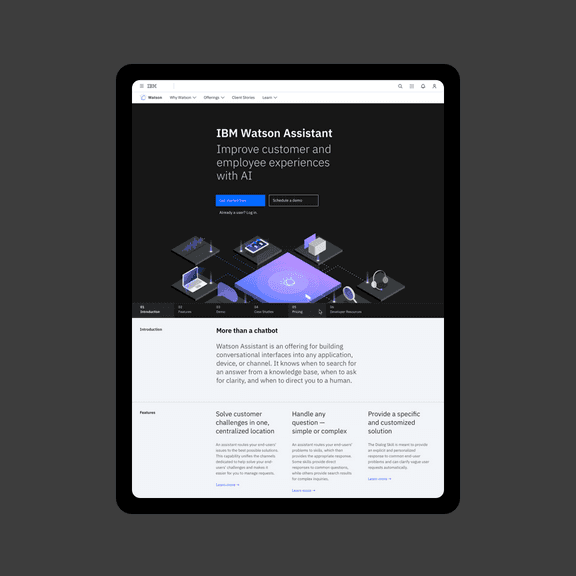 IBM
Watson
Why Watson
Offerings
Client Stories
Learn
IBM Watson Assistant
Improve customer and
employee experiences
with AI
Get started free
Schedule a demo
Already a user? Log in
Introduction
Features
Demo
Case Studies
Pricing
Developer Resources
Introduction
More than a chatbot
Watson Assistant is an offering for building
conversational interfaces into any application,
device, or channel. It knows when to search for
an answer from a knowledge base, when to ask
for clarity, and when to direct you to a human.
Features
Solve customer
challenges in one,
centralized location
An assistant routes your end-users'
issues to the best possible solutions.
This capability unifies the channels
dedicated to help solve your end-
users' challenges and makes it
easier for you to manage requests.
Learn more →
Handle any
question —
simple or complex
An assistant routes your end-users'
problems to skills, which then
provides the appropriate response.
Some skills provide direct
responses to common questions,
while others provide search results
for complex inquiries.
Learn more →
Provide a specific
and customized
solution
The Dialog Skill is meant to provide
an explicit and personalized
response to common end-user
problems and can clarify vague user
requests automatically.
Learn more →